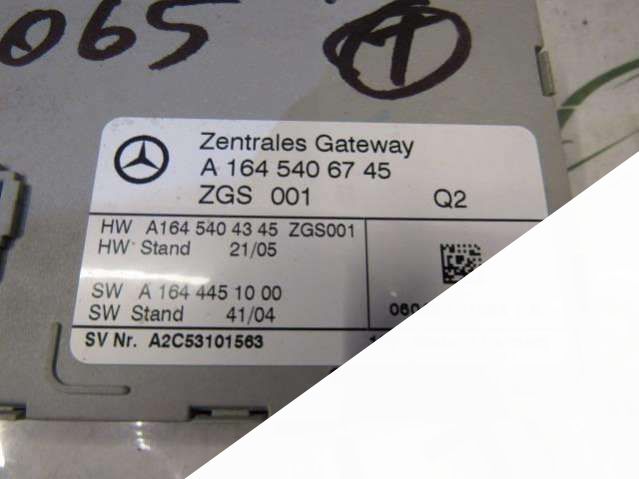 065
Zentrales Gateway
A 164 540 67 45
ZGS 001 Q2
HW A164 540 43 45 ZGS001
HW Stand 21/05
SW A 164 445 10 00
SW Stand 41/04
SV Nr. A2C53101563